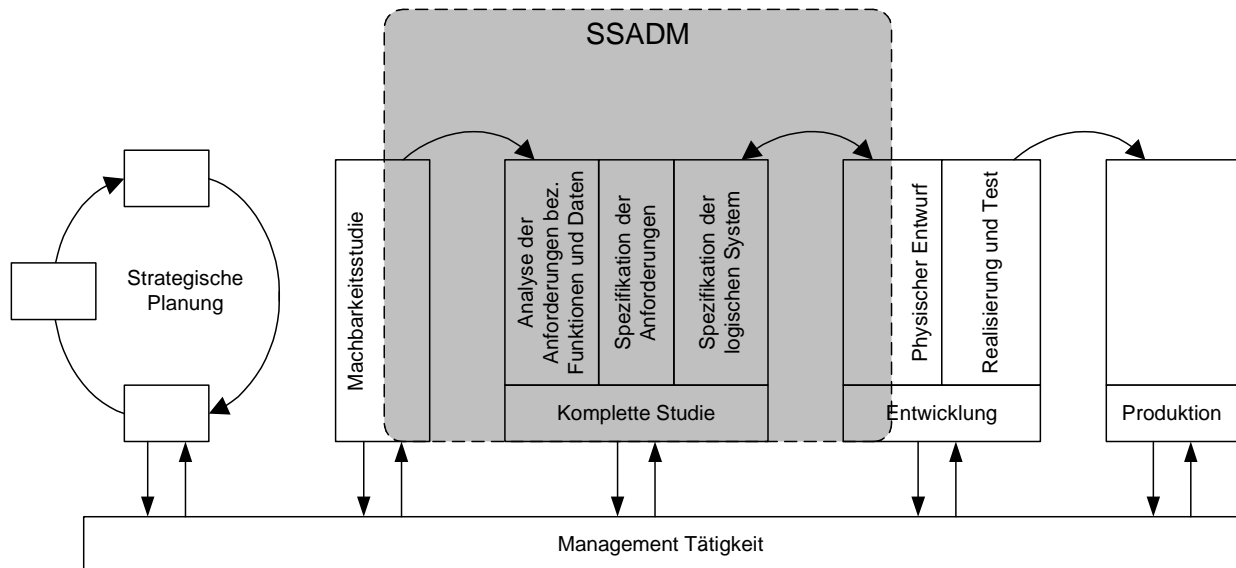 SSADM
Strategische
Planung
Machbarkeitsstudie
Analyse der
Anforderungen bez.
Funktionen und Daten
Spezifikation der
Anforderungen
Spezifikation der
logischen System
Komplette Studie
Physischer Entwurf
Realisierung und Test
Entwicklung
Produktion
Management Tätigkeit